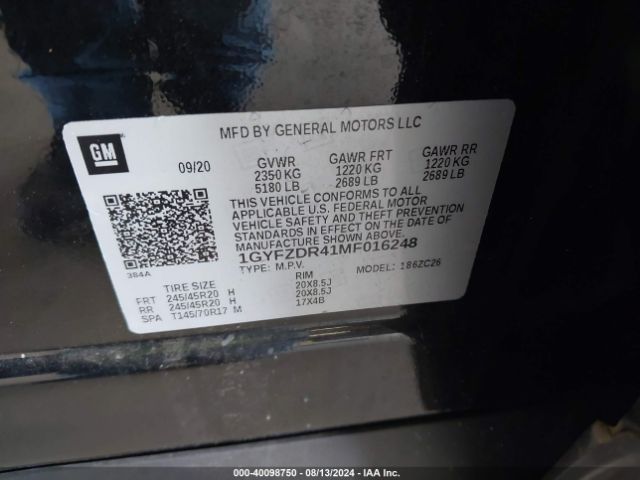 GM
MFD BY GENERAL MOTORS LLC
09/20 GVWR GAWR FRT GAWR RR
2350 KG 1220 KG 1220 KG
5180 LB 2689 LB 2689 LB
THIS VEHICLE CONFORMS TO ALL
APPLICABLE U.S. FEDERAL MOTOR
VEHICLE SAFETY AND THEFT PREVENTION
STANDARDS IN EFFECT ON THE DATE OF
MANUFACTURE SHOWN ABOVE.
1GYFZDR41MF016248
384A
TYPE: M.P.V. MODEL: 186ZC26
TIRE SIZE RIM
FRT 245/45R20 H 20X8.5J
RR 245/45R20 H 20X8.5J
SPA T145/70R17 M 17X4B
000-40098750 — 08/13/2024 — IAA Inc.